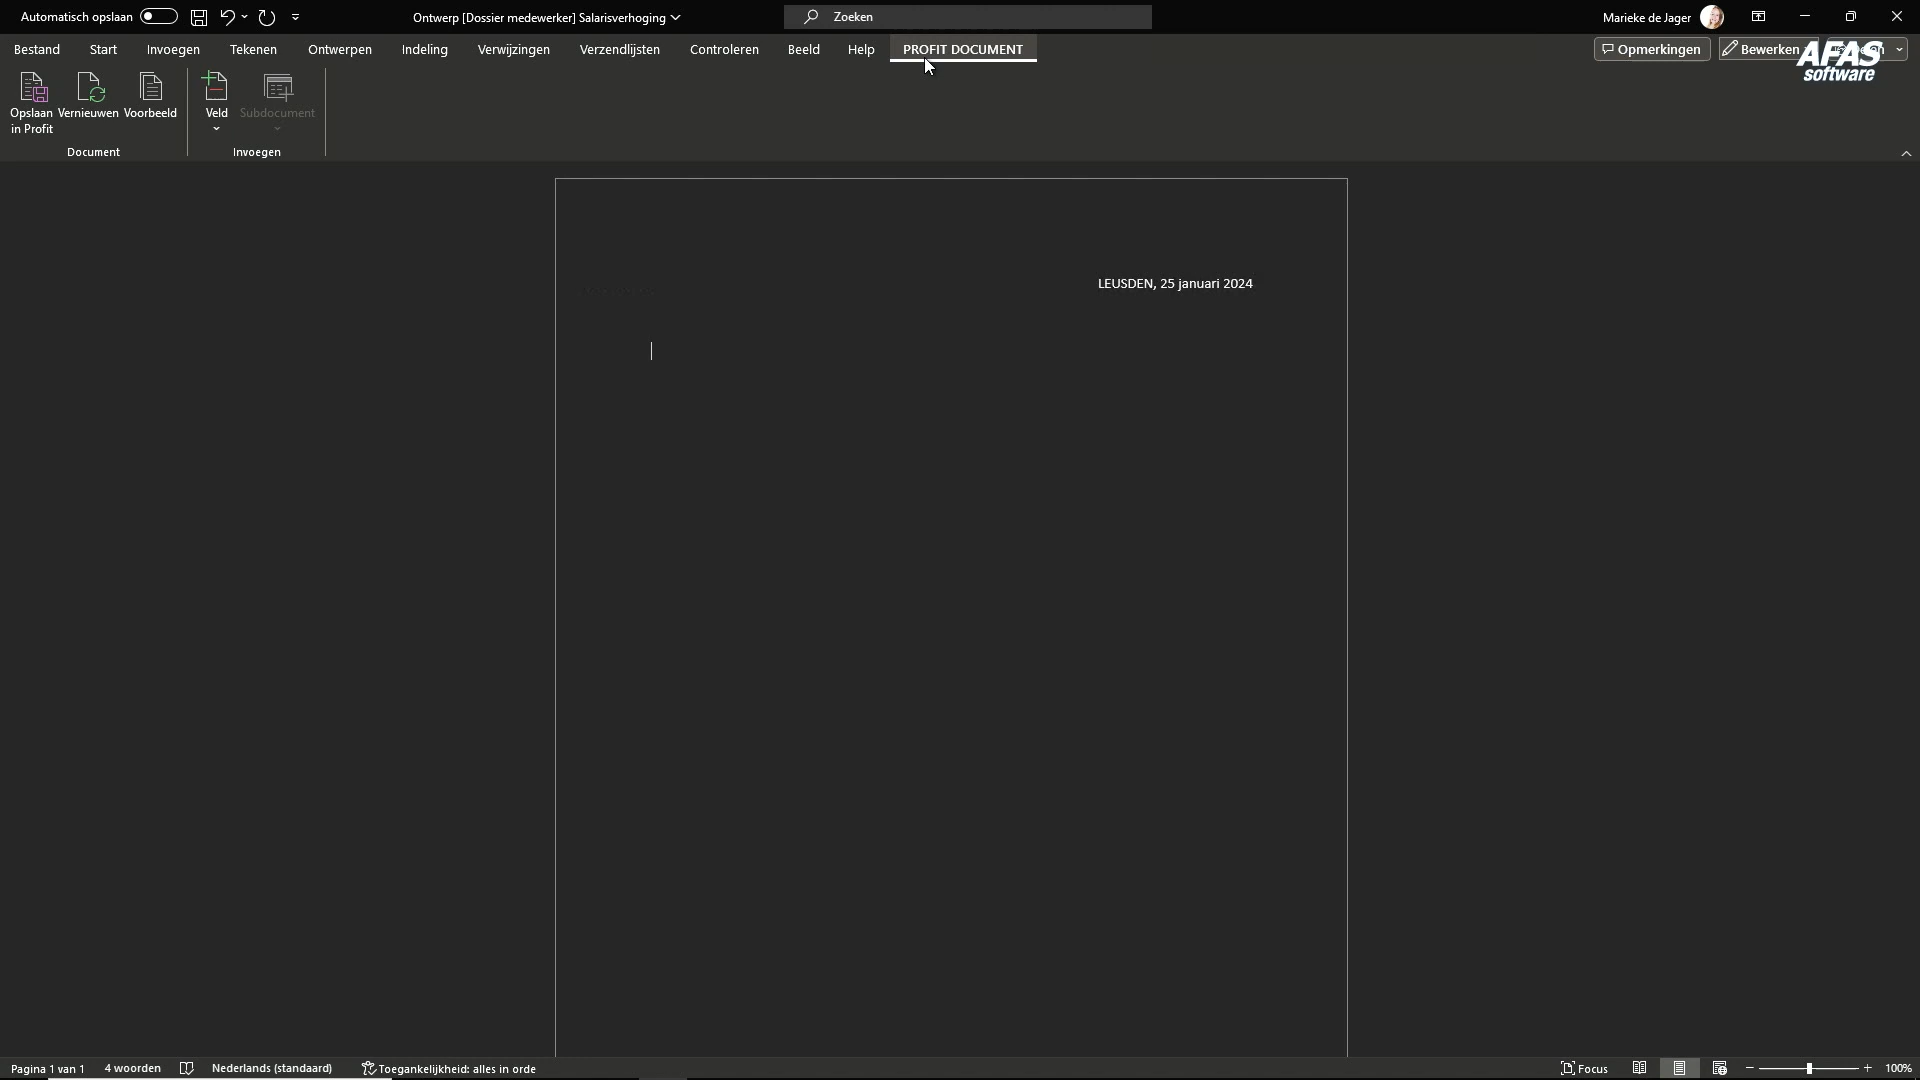 Automatisch opslaan
Ontwerp [Dossier medewerker] Salarisverhoging
Zoeken
Marieke de Jager
Bestand Start Invoegen Tekenen Ontwerpen Indeling Verwijzingen Verzendlijsten Controleren Beeld Help PROFIT DOCUMENT
Opmerkingen Bewerken
AFAS
software
Opslaan
in Profit
Vernieuwen
Voorbeeld
Veld
Subdocument
Document
Invoegen
LEUSDEN, 25 januari 2024
Pagina 1 van 1 4 woorden Nederlands (standaard) Toegankelijkheid: alles in orde
Focus 100%